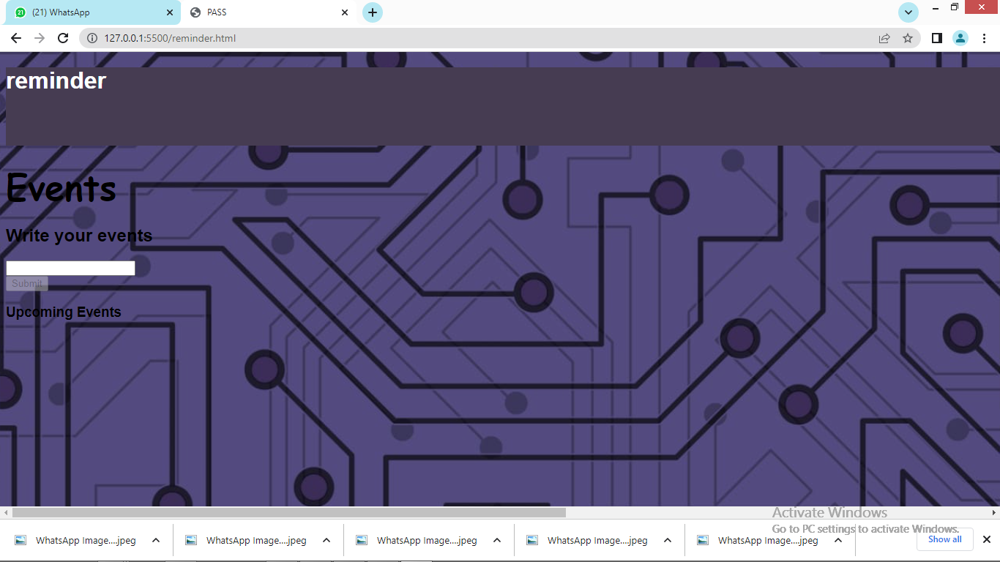 21 (21) WhatsApp
PASS
127.0.0.1:5500/reminder.html
reminder
Events
Write your events
Submit
Upcoming Events
Activate Windows
Go to PC settings to activate Windows.
WhatsApp Image....jpeg
WhatsApp Image....jpeg
WhatsApp Image....jpeg
WhatsApp Image....jpeg
WhatsApp Image....jpeg
Show all